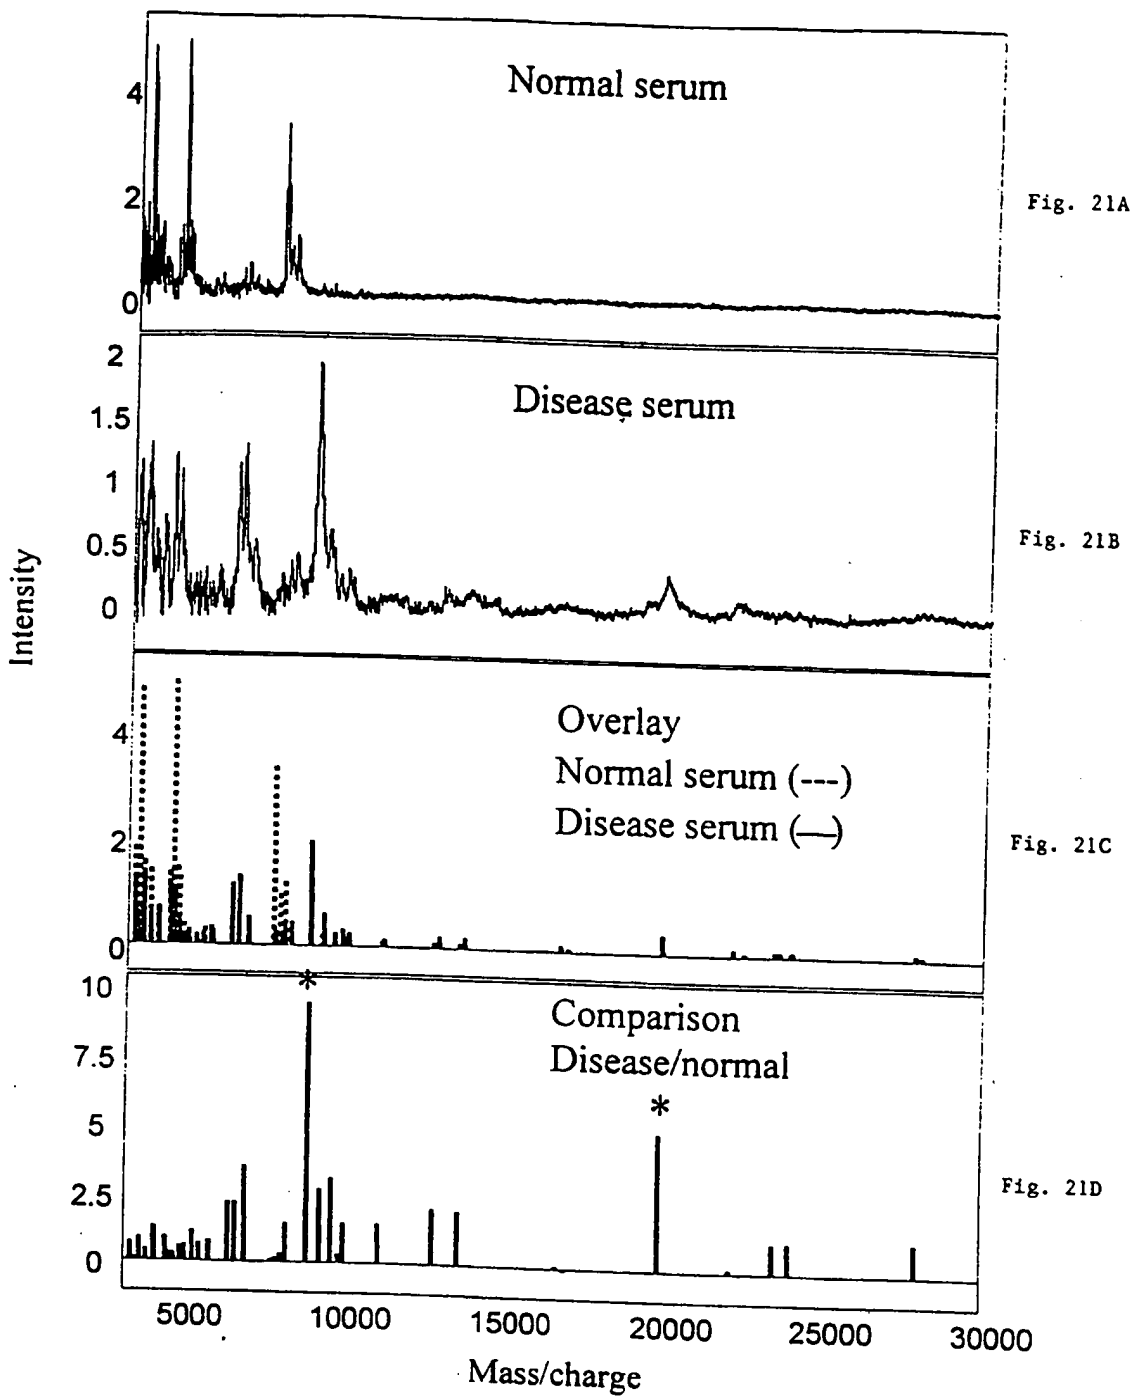 Normal serum
4
2
0
Fig. 21A
Disease serum
2
1.5
1
0.5
0
Fig. 21B
Intensity
Overlay
Normal serum (---)
Disease serum (—)
4
2
0
Fig. 21C
*
Comparison
Disease/normal
*
10
7.5
5
2.5
0
Fig. 21D
5000 10000 15000 20000 25000 30000
Mass/charge